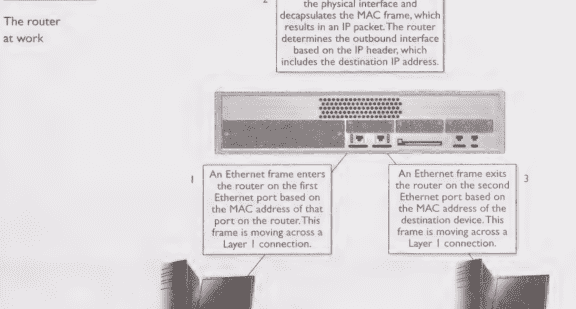 The router
at work
2
the physical interface and
decapsulates the MAC frame, which
results in an IP packet. The router
determines the outbound interface
based on the IP header, which
includes the destination IP address.
1
An Ethernet frame enters
the router on the first
Ethernet port based on
the MAC address of that
port on the router. This
frame is moving across a
Layer 1 connection.
An Ethernet frame exits
the router on the second
Ethernet port based on
the MAC address of the
destination device. This
frame is moving across a
Layer 1 connection.
3